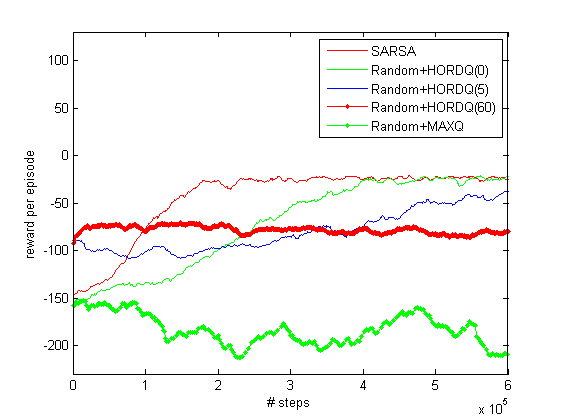 SARSA
Random+HORDQ(0)
Random+HORDQ(5)
Random+HORDQ(60)
Random+MAXQ
reward per episode
100
50
0
-50
-100
-150
-200
0 1 2 3 4 5 6
# steps
x 10^5